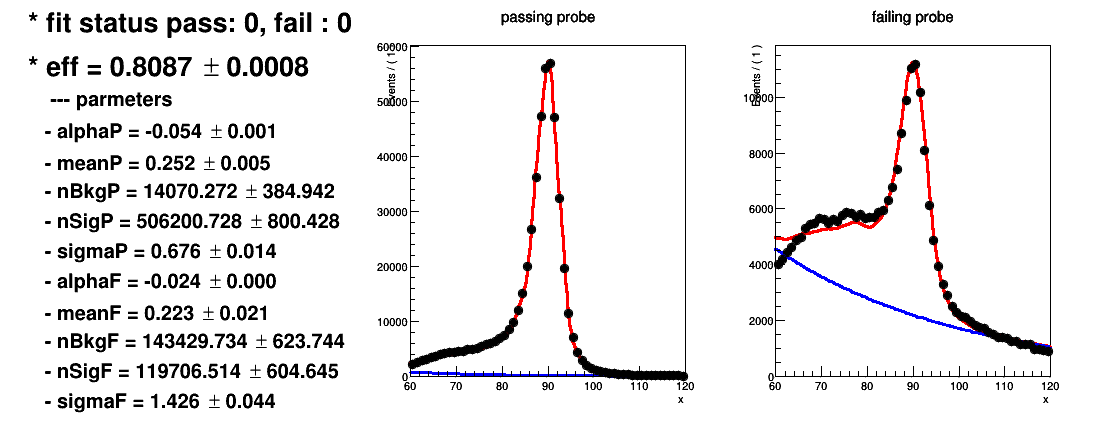 * fit status pass: 0, fail : 0
* eff = 0.8087 ± 0.0008
--- parmeters
- alphaP = -0.054 ± 0.001
- meanP = 0.252 ± 0.005
- nBkgP = 14070.272 ± 384.942
- nSigP = 506200.728 ± 800.428
- sigmaP = 0.676 ± 0.014
- alphaF = -0.024 ± 0.000
- meanF = 0.223 ± 0.021
- nBkgF = 143429.734 ± 623.744
- nSigF = 119706.514 ± 604.645
- sigmaF = 1.426 ± 0.044
passing probe
Events / ( 1 )
60000
50000
40000
30000
20000
10000
0
60 70 80 90 100 110 120
x
failing probe
Events / ( 1 )
10000
8000
6000
4000
2000
0
60 70 80 90 100 110 120
x